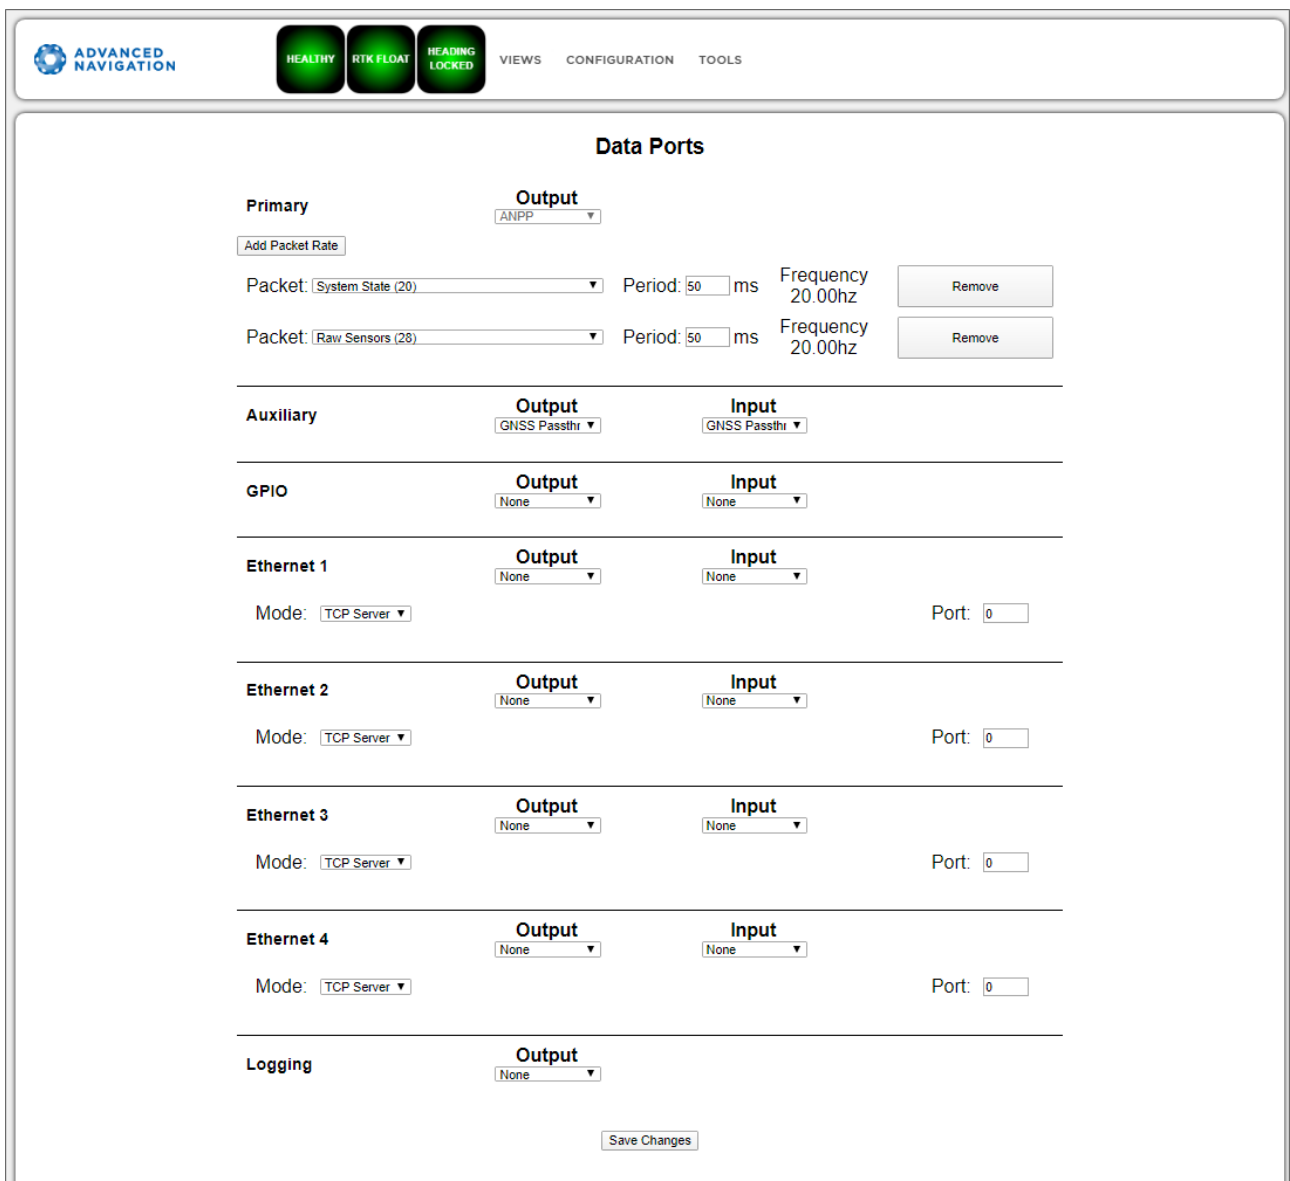 ADVANCED
NAVIGATION
HEALTHY
RTK FLOAT
HEADING
LOCKED
VIEWS CONFIGURATION TOOLS
Data Ports
Primary
Output
ANPP
Add Packet Rate
Packet: System State (20) Period: 50 ms Frequency
20.00hz
Remove
Packet: Raw Sensors (28) Period: 50 ms Frequency
20.00hz
Remove
Auxiliary
Output Input
GNSS Passthr GNSS Passthr
GPIO
Output Input
None None
Ethernet 1
Output Input
None None
Mode: TCP Server Port: 0
Ethernet 2
Output Input
None None
Mode: TCP Server Port: 0
Ethernet 3
Output Input
None None
Mode: TCP Server Port: 0
Ethernet 4
Output Input
None None
Mode: TCP Server Port: 0
Logging
Output
None
Save Changes